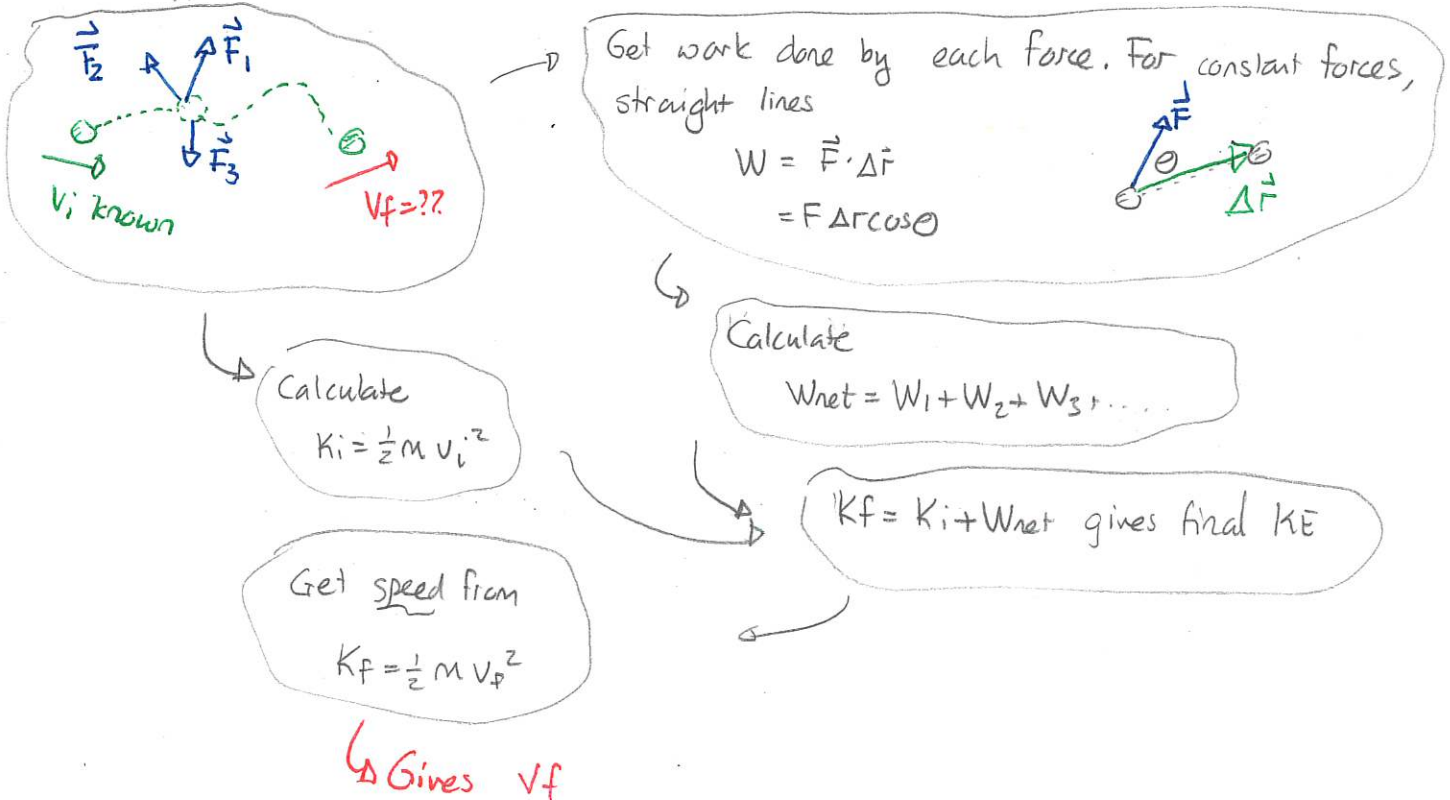 F⃗₂
F⃗₁
F⃗₃
Vi known
Vf=??
Get work done by each force. For constant forces,
straight lines
W = F⃗·Δr⃗
= F Δr cosθ
F⃗
θ
Δr⃗
Calculate
Wnet = W₁ + W₂ + W₃ + .....
Calculate
Ki = ½ m vi²
Kf = Ki + Wnet gives final KE
Get speed from
Kf = ½ m vf²
Gives vf